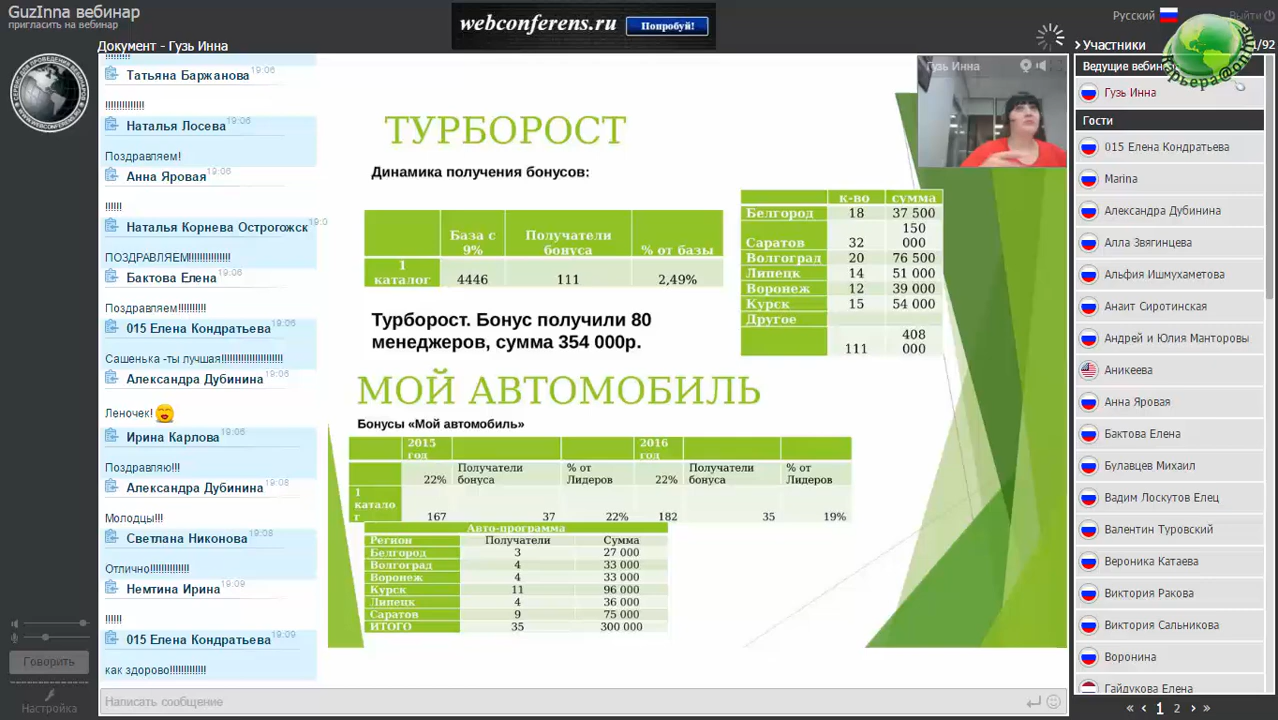 GuzInna вебинар
пригласить на вебинар
webconferens.ru Попробуй!
Русский
Выйти
Документ - Гузь Инна
Участники
/92
!!!!!!!!!
Татьяна Баржанова 19:06
!!!!!!!!!!!!!!
Наталья Лосева 19:06
Поздравляем!
Анна Яровая 19:06
!!!!!!
Наталья Корнева Острогожск 19:0
ПОЗДРАВЛЯЕМ!!!!!!!!!!!!!!
Бактова Елена 19:06
Поздравляем!!!!!!!!!!
015 Елена Кондратьева 19:06
Сашенька -ты лучшая!!!!!!!!!!!!!!!!!!!!!!
Александра Дубинина 19:06
Леночек!
Ирина Карлова 19:06
Поздравляю!!!
Александра Дубинина 19:08
Молодцы!!!
Светлана Никонова 19:08
Отлично!!!!!!!!!!!!!!
Немтина Ирина 19:09
!!!!!!
015 Елена Кондратьева 19:09
как здорово!!!!!!!!!!!!!
Говорить
Настройка
Написать сообщение
Гузь Инна
ТУРБОРОСТ
Динамика получения бонусов:
База с 9% Получатели бонуса % от базы
1 каталог 4446 111 2,49%
к-во сумма
Белгород 18 37 500
Саратов 32 150 000
Волгоград 20 76 500
Липецк 14 51 000
Воронеж 12 39 000
Курск 15 54 000
Другое
111 408 000
Турборост. Бонус получили 80
менеджеров, сумма 354 000р.
МОЙ АВТОМОБИЛЬ
Бонусы «Мой автомобиль»
2015 год 2016 год
22% Получатели бонуса % от Лидеров 22% Получатели бонуса % от Лидеров
1 каталог 167 37 22% 182 35 19%
Авто-программа
Регион Получатели Сумма
Белгород 3 27 000
Волгоград 4 33 000
Воронеж 4 33 000
Курск 11 96 000
Липецк 4 36 000
Саратов 9 75 000
ИТОГО 35 300 000
Ведущие вебин
Гузь Инна
Гости
015 Елена Кондратьева
Marina
Александра Дубинина
Алла Звягинцева
Альфия Ишмухаметова
Анаит Сиротинская
Андрей и Юлия Манторовы
Аникеева
Анна Яровая
Бактова Елена
Булавцев Михаил
Вадим Лоскутов Елец
Валентин Туровский
Вероника Катаева
Виктория Ракова
Виктория Сальникова
Воронина
Гайдукова Елена
« ‹ 1 2 › »